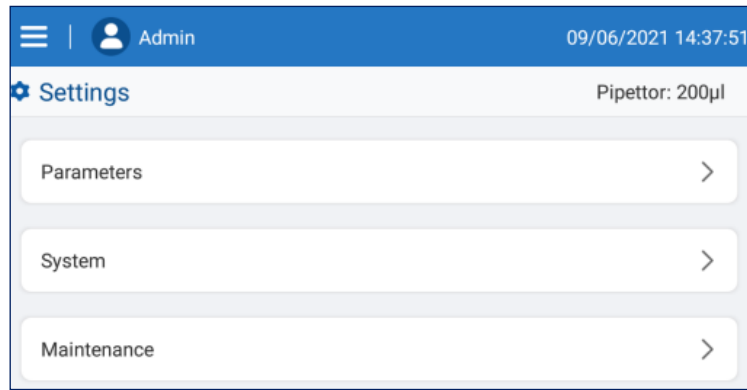 Admin 09/06/2021 14:37:51
Settings Pipettor: 200µl
Parameters
System
Maintenance